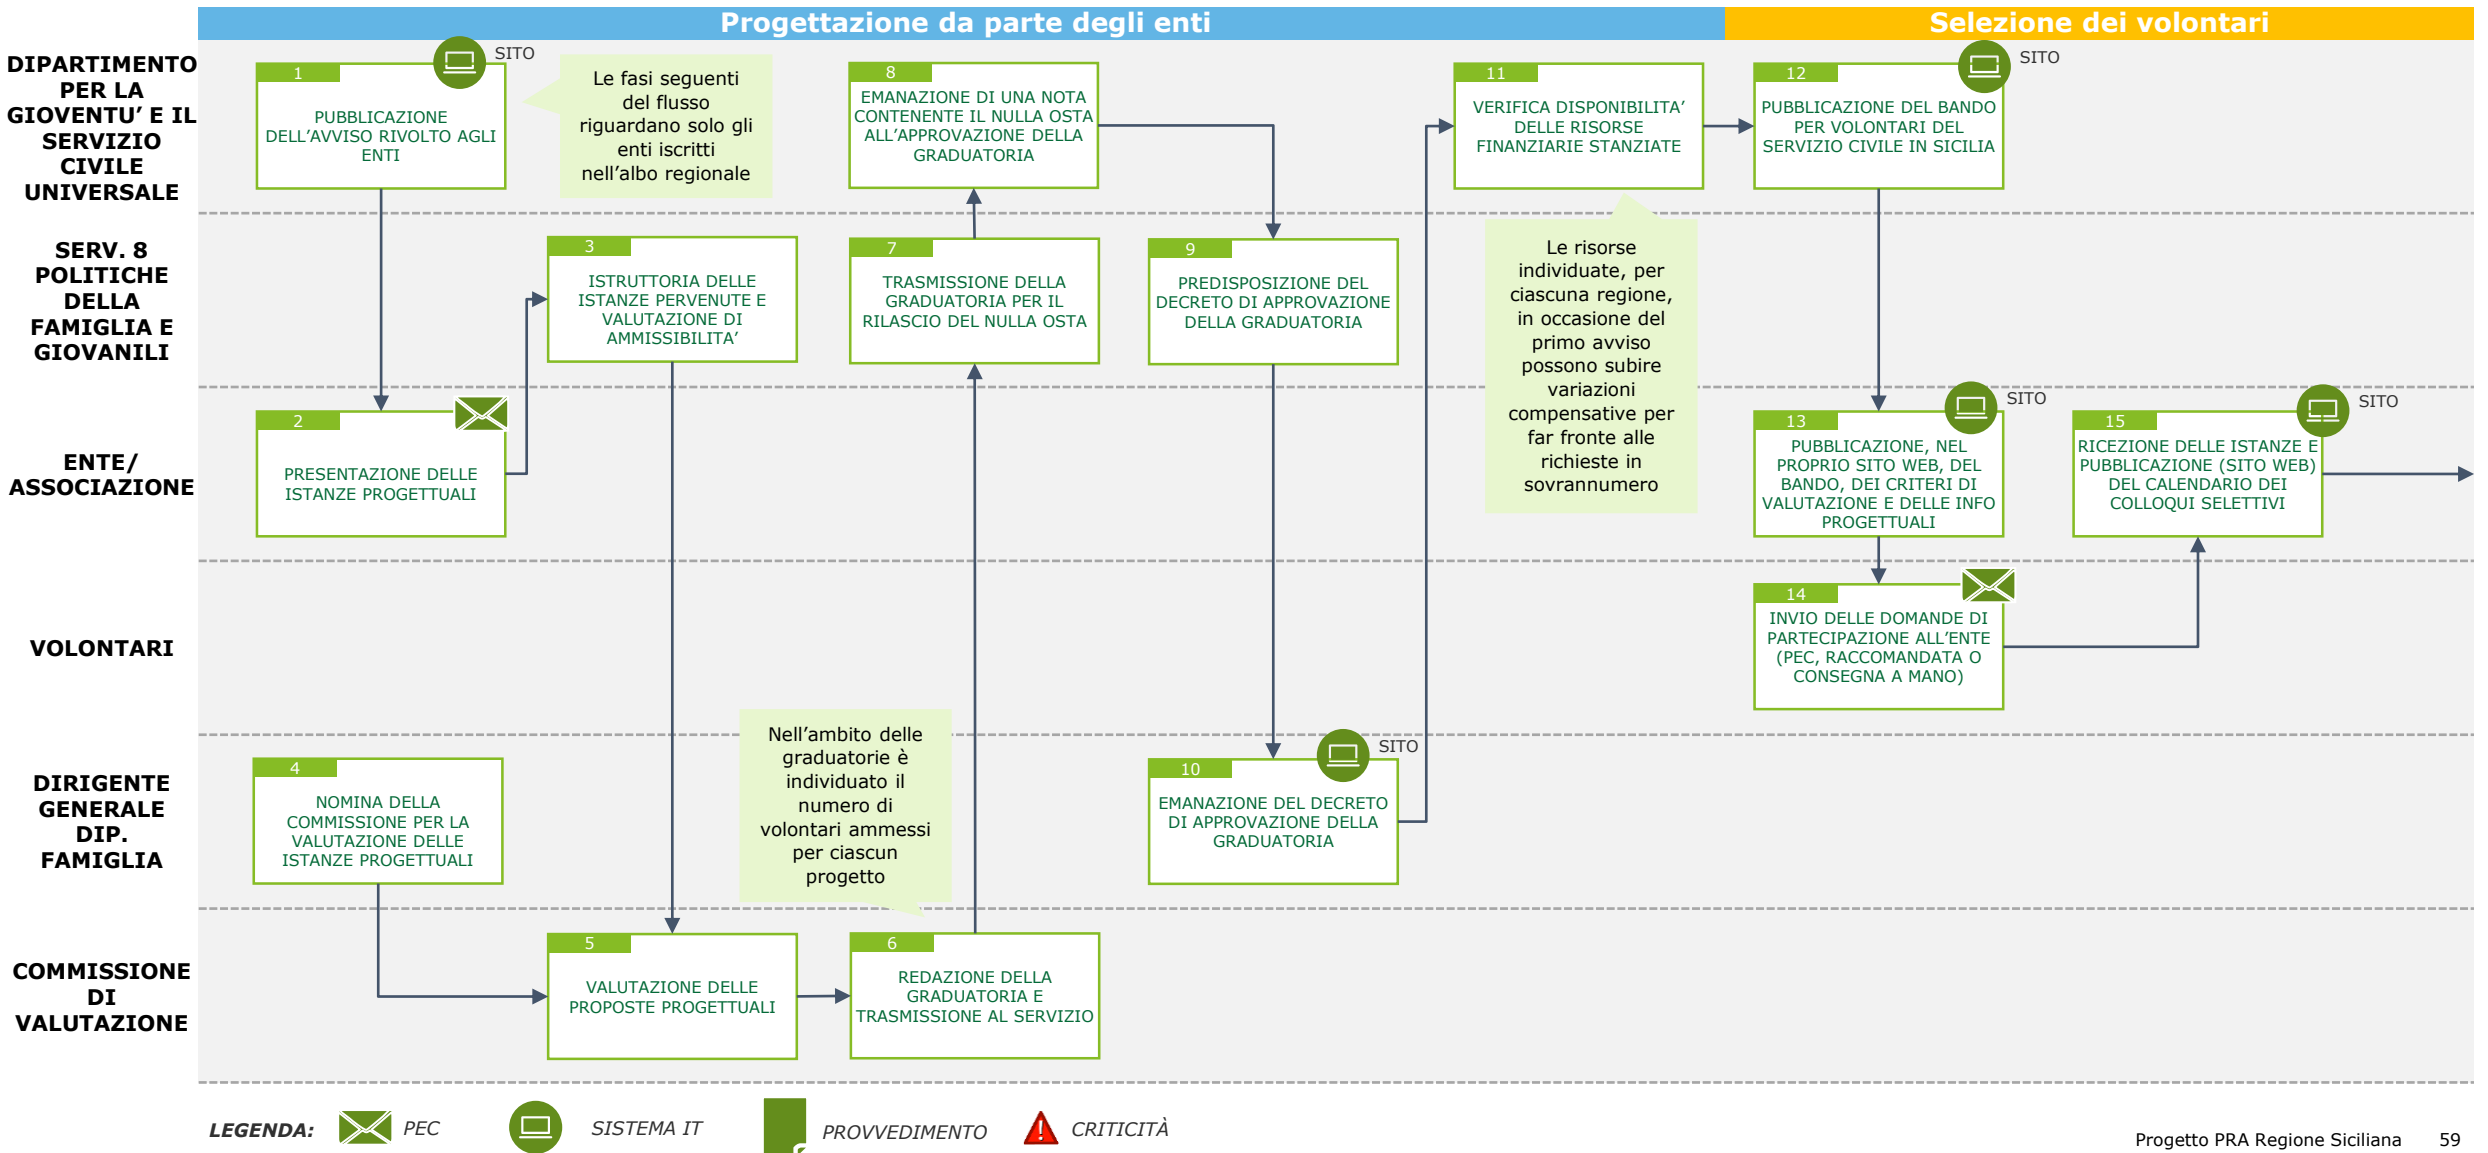 Progettazione da parte degli enti
Selezione dei volontari
DIPARTIMENTO
PER LA
GIOVENTU’ E IL
SERVIZIO
CIVILE
UNIVERSALE
1
SITO
PUBBLICAZIONE
DELL’AVVISO RIVOLTO AGLI
ENTI
Le fasi seguenti
del flusso
riguardano solo gli
enti iscritti
nell’albo regionale
8
EMANAZIONE DI UNA NOTA
CONTENENTE IL NULLA OSTA
ALL’APPROVAZIONE DELLA
GRADUATORIA
11
VERIFICA DISPONIBILITA’
DELLE RISORSE
FINANZIARIE STANZIATE
12
SITO
PUBBLICAZIONE DEL BANDO
PER VOLONTARI DEL
SERVIZIO CIVILE IN SICILIA
SERV. 8
POLITICHE
DELLA
FAMIGLIA E
GIOVANILI
3
ISTRUTTORIA DELLE
ISTANZE PERVENUTE E
VALUTAZIONE DI
AMMISSIBILITA’
7
TRASMISSIONE DELLA
GRADUATORIA PER IL
RILASCIO DEL NULLA OSTA
9
PREDISPOSIZIONE DEL
DECRETO DI APPROVAZIONE
DELLA GRADUATORIA
Le risorse
individuate, per
ciascuna regione,
in occasione del
primo avviso
possono subire
variazioni
compensative per
far fronte alle
richieste in
sovrannumero
ENTE/
ASSOCIAZIONE
2
PRESENTAZIONE DELLE
ISTANZE PROGETTUALI
13
SITO
PUBBLICAZIONE, NEL
PROPRIO SITO WEB, DEL
BANDO, DEI CRITERI DI
VALUTAZIONE E DELLE INFO
PROGETTUALI
15
SITO
RICEZIONE DELLE ISTANZE E
PUBBLICAZIONE (SITO WEB)
DEL CALENDARIO DEI
COLLOQUI SELETTIVI
VOLONTARI
14
INVIO DELLE DOMANDE DI
PARTECIPAZIONE ALL’ENTE
(PEC, RACCOMANDATA O
CONSEGNA A MANO)
DIRIGENTE
GENERALE
DIP.
FAMIGLIA
4
NOMINA DELLA
COMMISSIONE PER LA
VALUTAZIONE DELLE
ISTANZE PROGETTUALI
Nell’ambito delle
graduatorie è
individuato il
numero di
volontari ammessi
per ciascun
progetto
10
SITO
EMANAZIONE DEL DECRETO
DI APPROVAZIONE DELLA
GRADUATORIA
COMMISSIONE
DI
VALUTAZIONE
5
VALUTAZIONE DELLE
PROPOSTE PROGETTUALI
6
REDAZIONE DELLA
GRADUATORIA E
TRASMISSIONE AL SERVIZIO
LEGENDA:
PEC
SISTEMA IT
PROVVEDIMENTO
CRITICITÀ
Progetto PRA Regione Siciliana 59